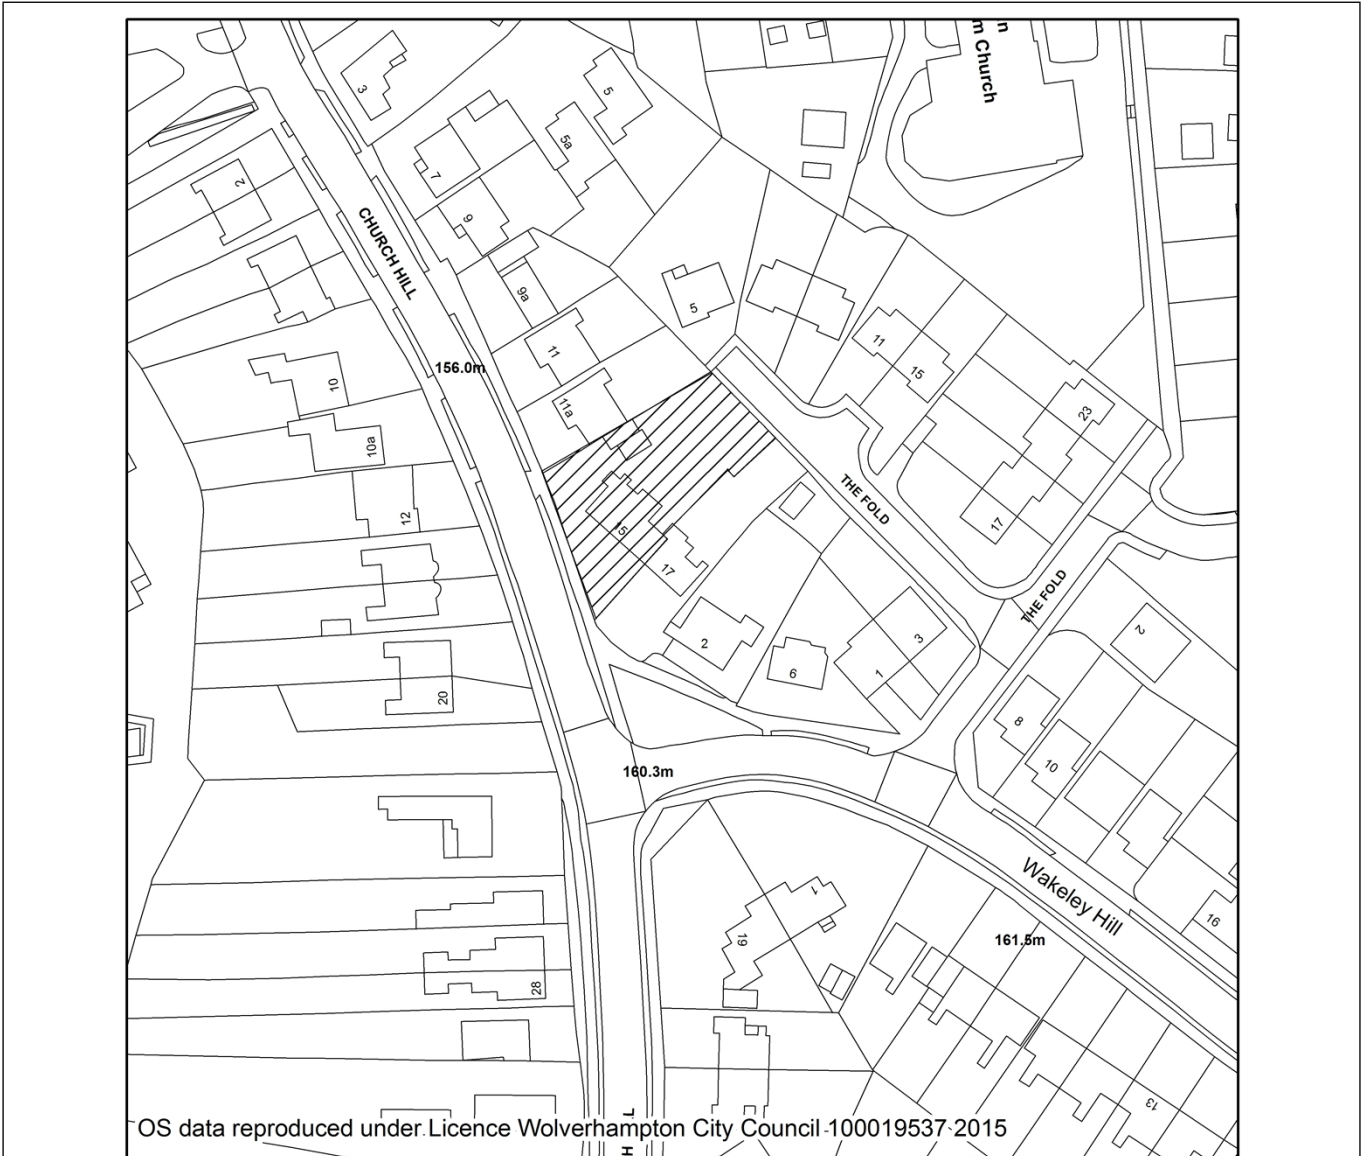 n
m Church
3
5
5a
7
2
9
CHURCH HILL
9a
5
11
156.0m
11
15
10
11a
23
10a
THE FOLD
12
15
17
17
THE FOLD
2
3
2
6
1
20
8
160.3m
10
Wakeley Hill
1
16
19
161.5m
28
13
OS data reproduced under Licence Wolverhampton City Council 100019537 2015
H
L